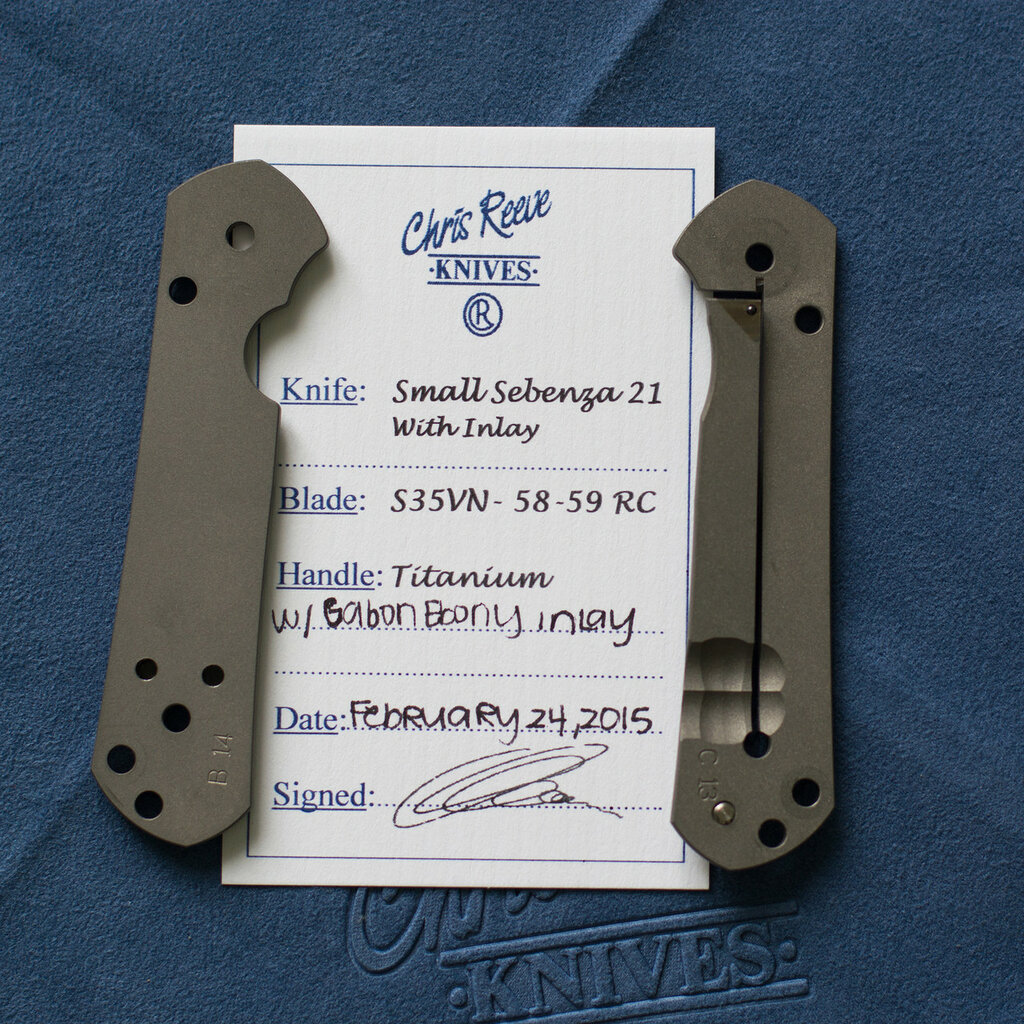 Chris Reeve
·KNIVES·
R
Knife: Small Sebenza 21
With Inlay
Blade: S35VN- 58-59 RC
Handle: Titanium
w/ Gabon Ebony inlay
Date: February 24, 2015
Signed:
B 14
C 13
·KNIVES·